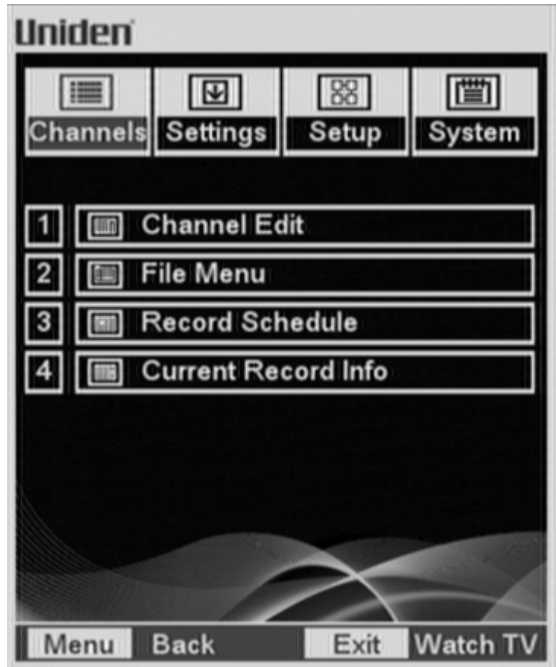 Uniden
Channels Settings Setup System
1 Channel Edit
2 File Menu
3 Record Schedule
4 Current Record Info
Menu Back Exit Watch TV